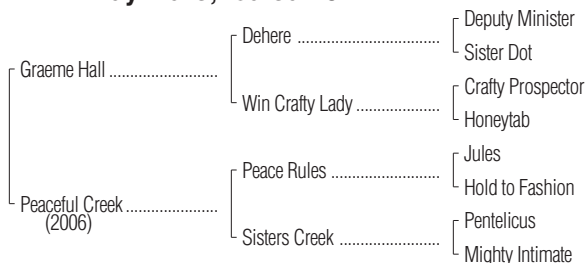 Dehere
Deputy Minister
Sister Dot
Graeme Hall
Win Crafty Lady
Crafty Prospector
Honeytab
Peaceful Creek
(2006)
Peace Rules
Jules
Hold to Fashion
Sisters Creek
Pentelicus
Mighty Intimate